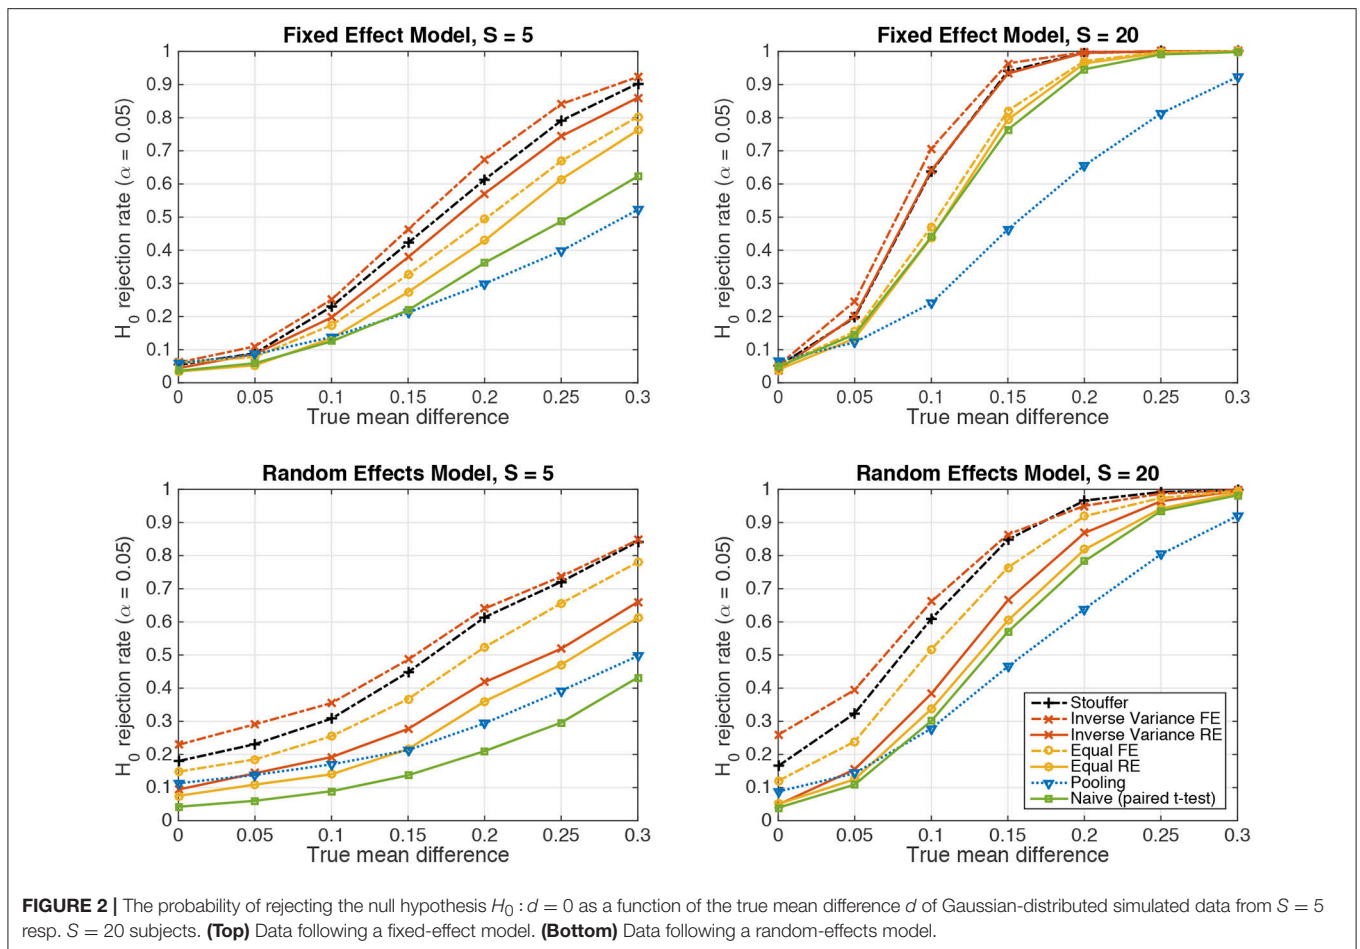 Fixed Effect Model, S = 5
H0 rejection rate (α = 0.05)
1
0.9
0.8
0.7
0.6
0.5
0.4
0.3
0.2
0.1
0
0 0.05 0.1 0.15 0.2 0.25 0.3
True mean difference
Fixed Effect Model, S = 20
H0 rejection rate (α = 0.05)
1
0.9
0.8
0.7
0.6
0.5
0.4
0.3
0.2
0.1
0
0 0.05 0.1 0.15 0.2 0.25 0.3
True mean difference
Random Effects Model, S = 5
H0 rejection rate (α = 0.05)
1
0.9
0.8
0.7
0.6
0.5
0.4
0.3
0.2
0.1
0
0 0.05 0.1 0.15 0.2 0.25 0.3
True mean difference
Random Effects Model, S = 20
H0 rejection rate (α = 0.05)
1
0.9
0.8
0.7
0.6
0.5
0.4
0.3
0.2
0.1
0
Stouffer
Inverse Variance FE
Inverse Variance RE
Equal FE
Equal RE
Pooling
Naive (paired t-test)
0 0.05 0.1 0.15 0.2 0.25 0.3
True mean difference
FIGURE 2 | The probability of rejecting the null hypothesis H0 : d = 0 as a function of the true mean difference d of Gaussian-distributed simulated data from S = 5
resp. S = 20 subjects. (Top) Data following a fixed-effect model. (Bottom) Data following a random-effects model.